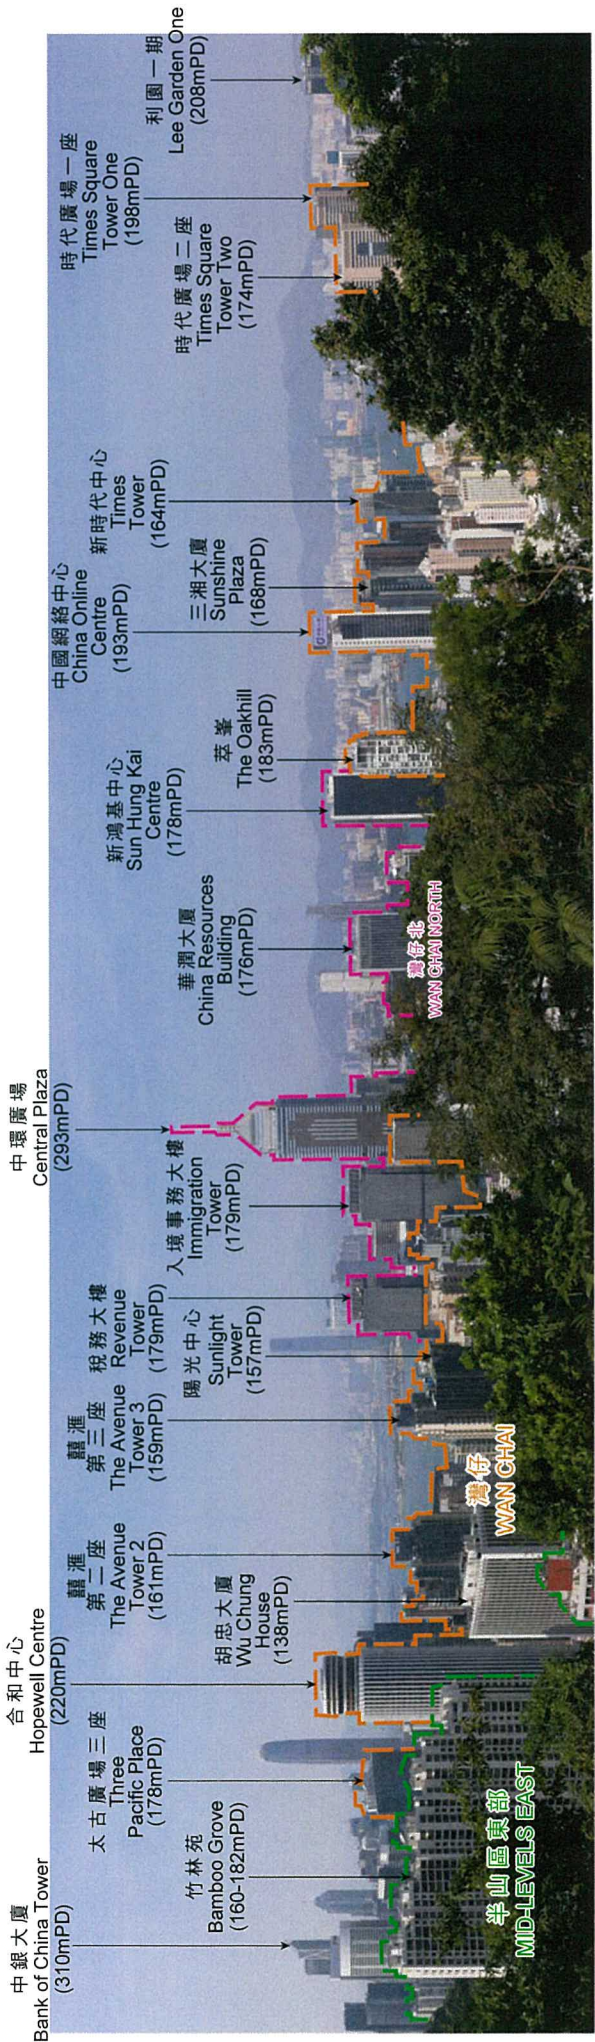 中銀大廈
Bank of China Tower
(310mPD)
竹林苑
Bamboo Grove
(160-182mPD)
太古廣場三座
Three
Pacific Place
(178mPD)
合和中心
Hopewell Centre
(220mPD)
胡忠大廈
Wu Chung
House
(138mPD)
囍滙
第二座
The Avenue
Tower 2
(161mPD)
囍滙
第三座
The Avenue
Tower 3
(159mPD)
陽光中心
Sunlight
Tower
(157mPD)
稅務大樓
Revenue
Tower
(179mPD)
入境事務大樓
Immigration
Tower
(179mPD)
中環廣場
Central Plaza
(293mPD)
華潤大廈
China Resources
Building
(176mPD)
新鴻基中心
Sun Hung Kai
Centre
(178mPD)
萃峯
The Oakhill
(183mPD)
中國網絡中心
China Online
Centre
(193mPD)
三湘大廈
Sunshine
Plaza
(168mPD)
新時代中心
Times
Tower
(164mPD)
時代廣場二座
Times Square
Tower Two
(174mPD)
時代廣場一座
Times Square
Tower One
(198mPD)
利園一期
Lee Garden One
(208mPD)
半山區東部
MID-LEVELS EAST
灣仔
WAN CHAI
灣仔北
WAN CHAI NORTH